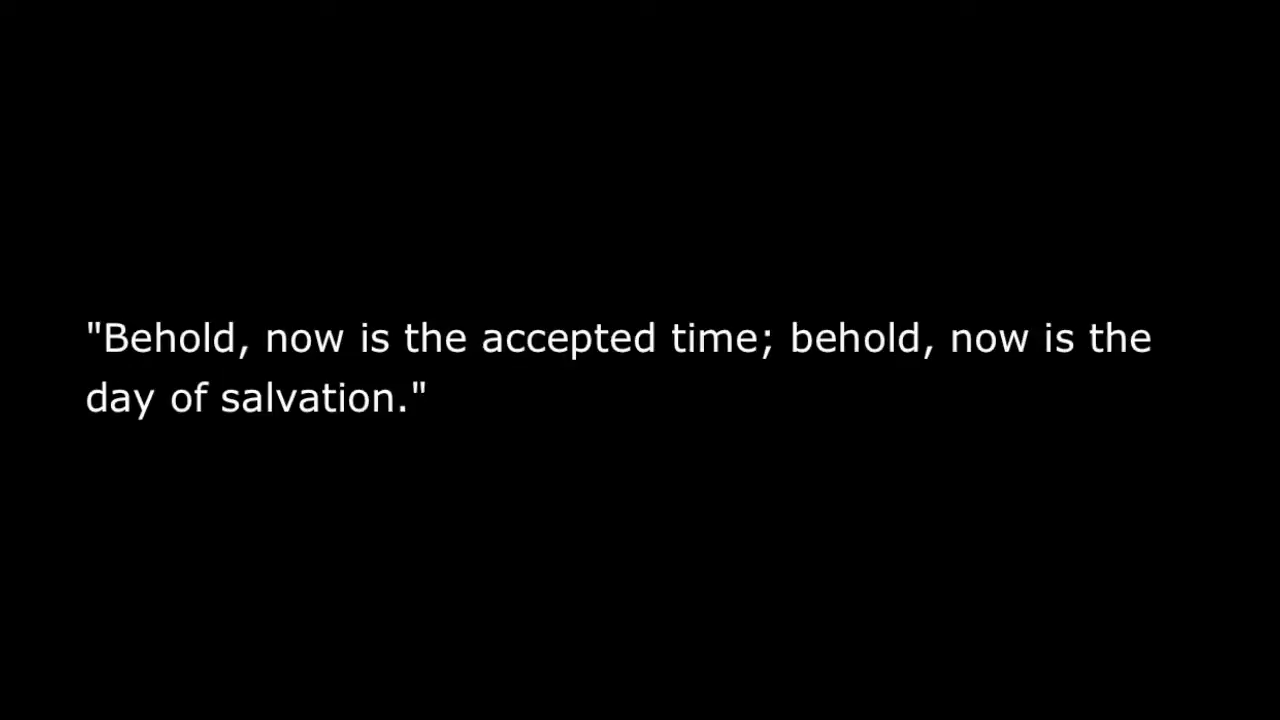 "Behold, now is the accepted time; behold, now is the
day of salvation."